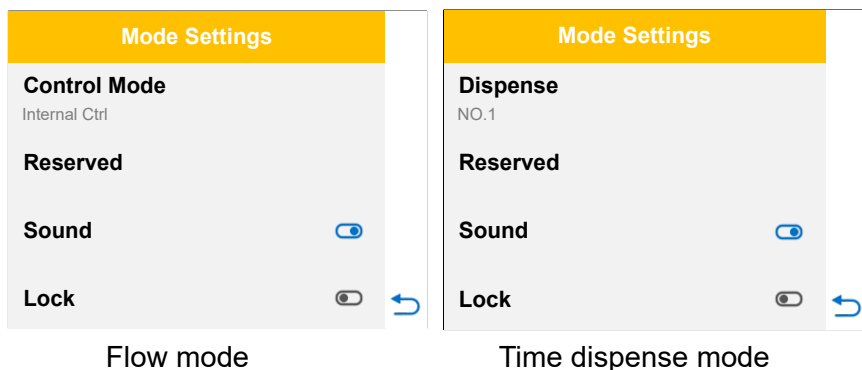 Mode Settings
Control Mode
Internal Ctrl
Reserved
Sound
Lock
Flow mode
Mode Settings
Dispense
NO.1
Reserved
Sound
Lock
Time dispense mode